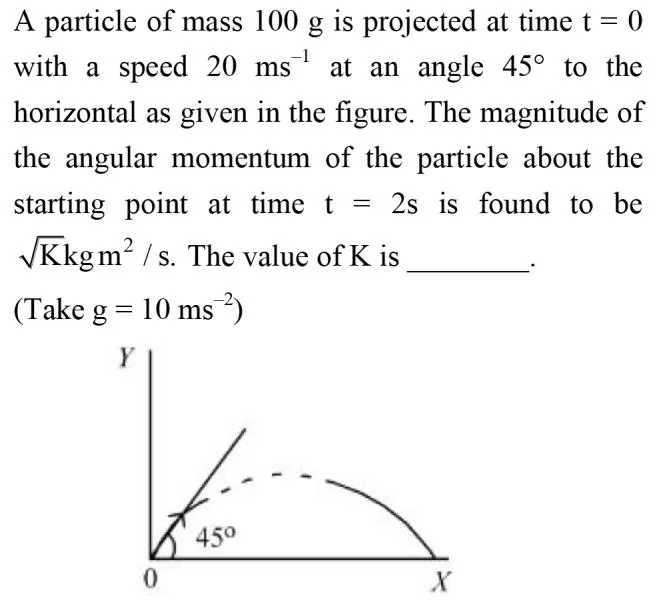 A particle of mass 100 g is projected at time t = 0
with a speed 20 ms⁻¹ at an angle 45° to the
horizontal as given in the figure. The magnitude of
the angular momentum of the particle about the
starting point at time t = 2s is found to be
√K kg m² / s. The value of K is ________.
(Take g = 10 ms⁻²)
Y
45°
0
X